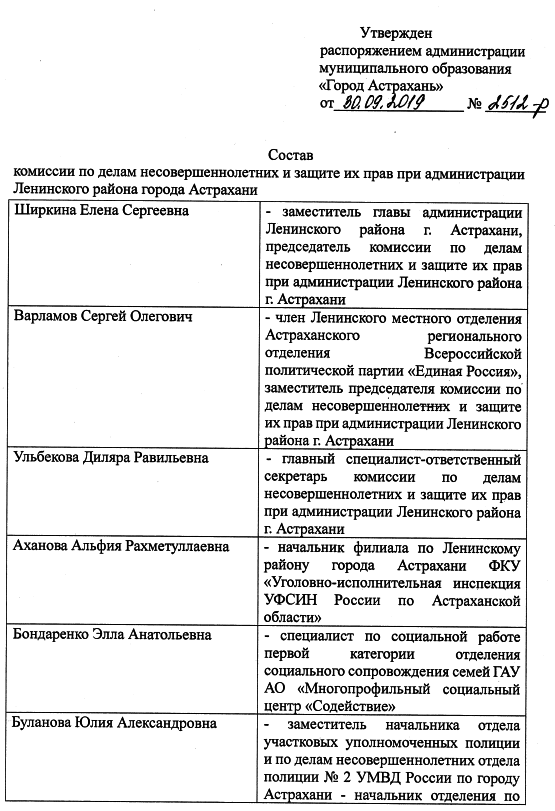 Утвержден
распоряжением администрации
муниципального образования
«Город Астрахань»
от 30.09.2019 № 2512-р
Состав
комиссии по делам несовершеннолетних и защите их прав при администрации
Ленинского района города Астрахани
Ширкина Елена Сергеевна
- заместитель главы администрации
Ленинского района г. Астрахани,
председатель комиссии по делам
несовершеннолетних и защите их прав
при администрации Ленинского района
г. Астрахани
Варламов Сергей Олегович
- член Ленинского местного отделения
Астраханского регионального
отделения Всероссийской
политической партии «Единая Россия»,
заместитель председателя комиссии по
делам несовершеннолетних и защите
их прав при администрации Ленинского
района г. Астрахани
Ульбекова Диляра Равильевна
- главный специалист-ответственный
секретарь комиссии по делам
несовершеннолетних и защите их прав
при администрации Ленинского района
г. Астрахани
Аханова Альфия Рахметуллаевна
- начальник филиала по Ленинскому
району города Астрахани ФКУ
«Уголовно-исполнительная инспекция
УФСИН России по Астраханской
области»
Бондаренко Элла Анатольевна
- специалист по социальной работе
первой категории отделения
социального сопровождения семей ГАУ
АО «Многопрофильный социальный
центр «Содействие»
Буланова Юлия Александровна
- заместитель начальника отдела
участковых уполномоченных полиции
и по делам несовершеннолетних отдела
полиции № 2 УМВД России по городу
Астрахани - начальник отделения по